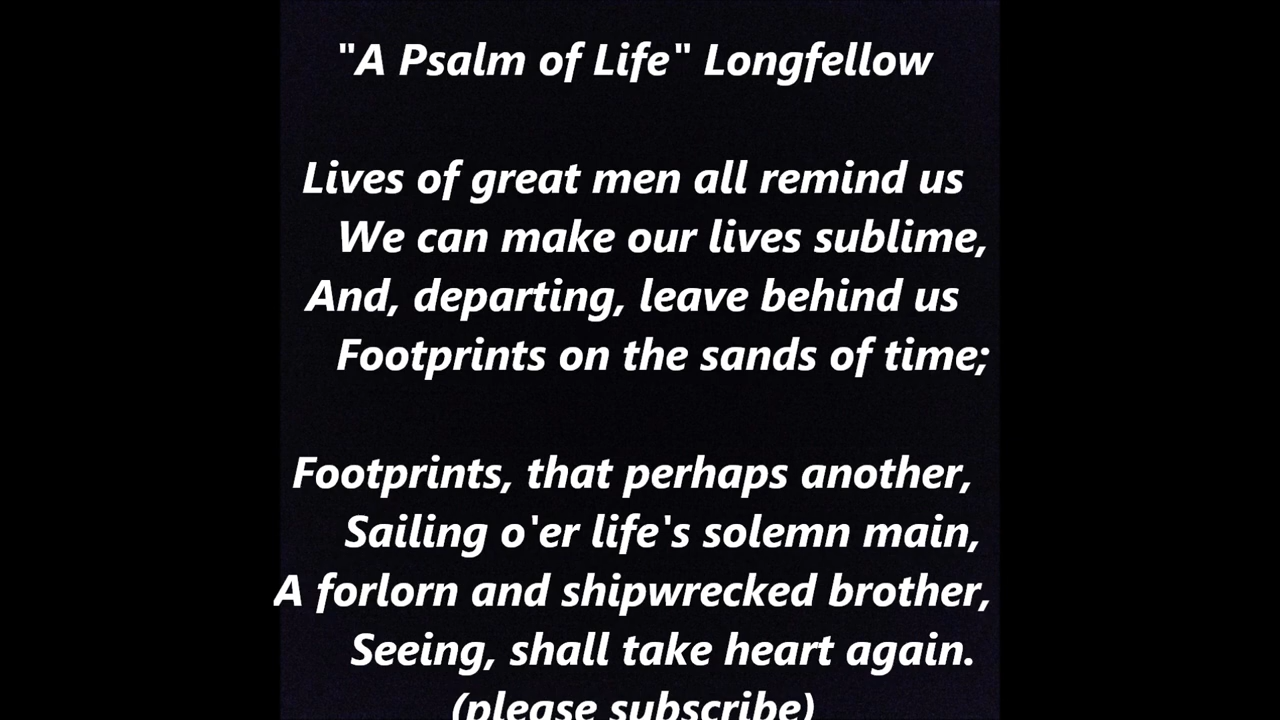 "A Psalm of Life" Longfellow
Lives of great men all remind us
We can make our lives sublime,
And, departing, leave behind us
Footprints on the sands of time;
Footprints, that perhaps another,
Sailing o'er life's solemn main,
A forlorn and shipwrecked brother,
Seeing, shall take heart again.
(please subscribe)